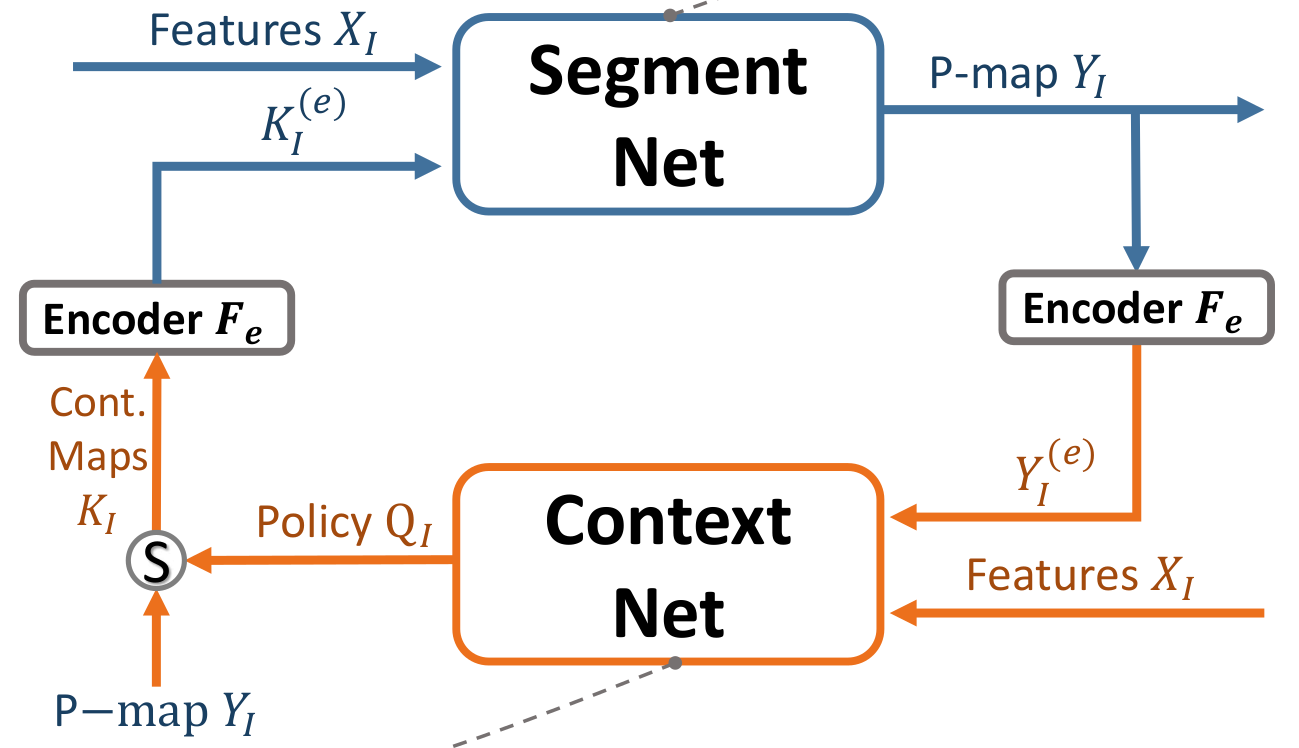 Features X_I
Segment
Net
P-map Y_I
K_I^(e)
Encoder F_e
Encoder F_e
Cont.
Maps
K_I
Y_I^(e)
Policy Q_I
Context
Net
S
Features X_I
P−map Y_I